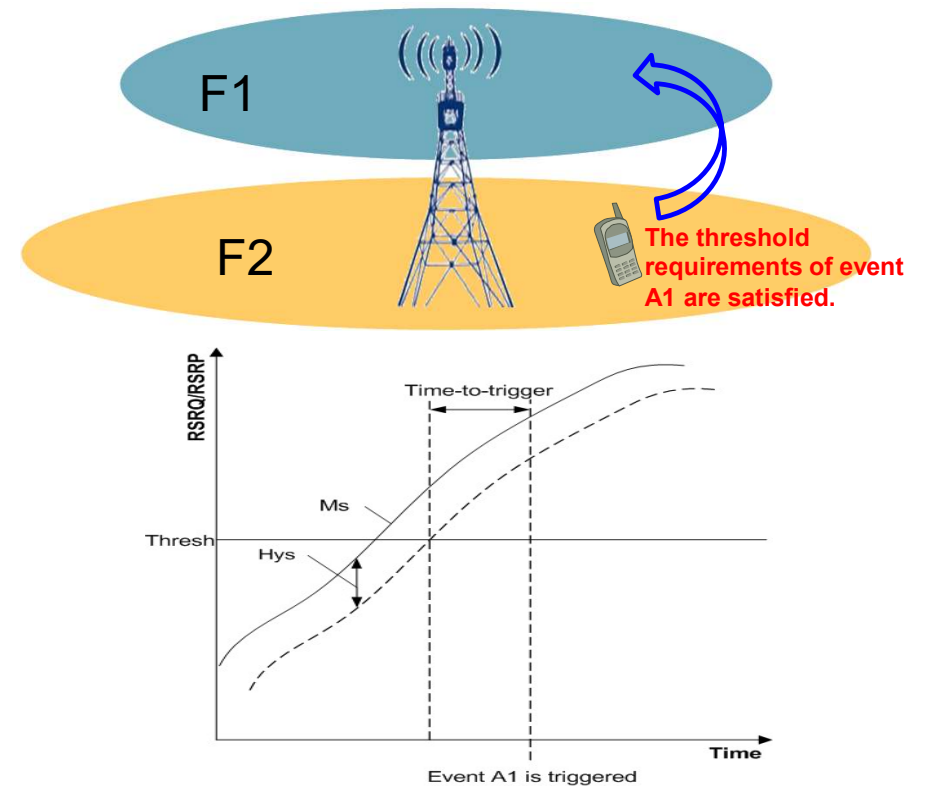 F1
F2
The threshold
requirements of event
A1 are satisfied.
RSRQ/RSRP
Time-to-trigger
Ms
Thresh
Hys
Time
Event A1 is triggered